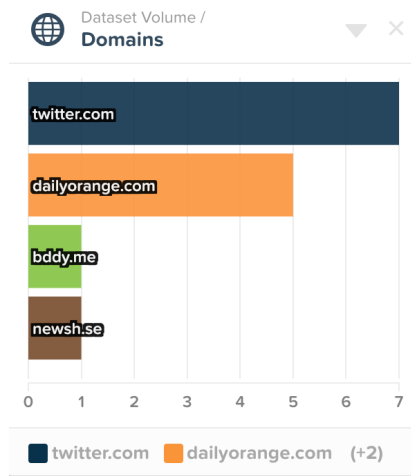 Dataset Volume /
Domains
twitter.com
dailyorange.com
bddy.me
newsh.se
0 1 2 3 4 5 6 7
twitter.com dailyorange.com (+2)